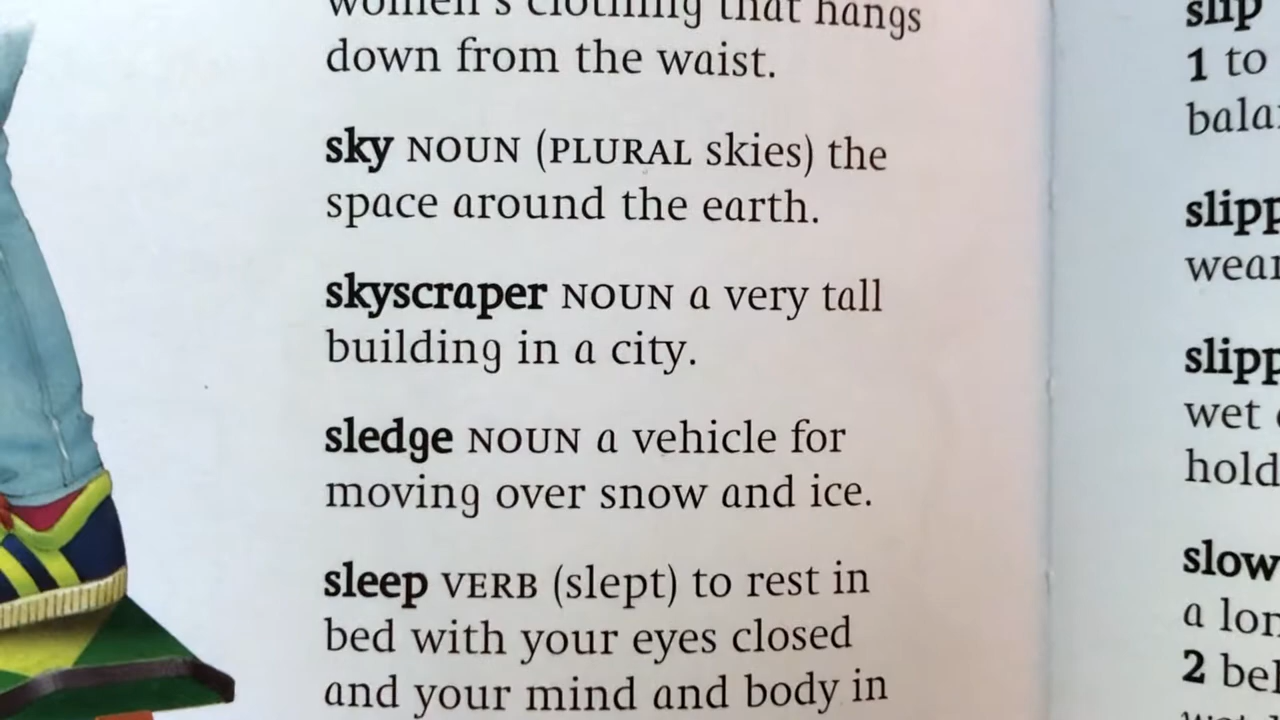 women's clothing that hangs
down from the waist.
sky NOUN (PLURAL skies) the
space around the earth.
skyscraper NOUN a very tall
building in a city.
sledge NOUN a vehicle for
moving over snow and ice.
sleep VERB (slept) to rest in
bed with your eyes closed
and your mind and body in
slip
1 to
wet
hold
slow
a
2